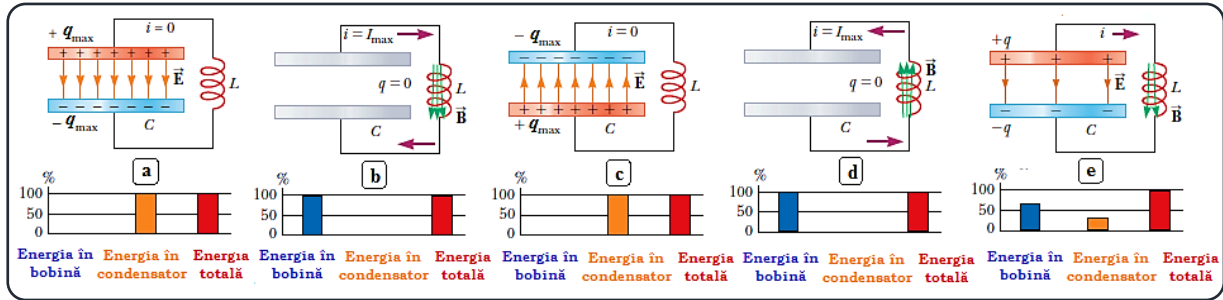 + qmax
i = 0
+ + + + + + +
E
L
− − − − − − −
− qmax
C
a
%
100
50
0
Energia în bobină
Energia în condensator
Energia totală
i = Imax
q = 0
L
B
C
i = Imax
b
%
100
50
0
Energia în bobină
Energia în condensator
Energia totală
− qmax
i = 0
− − − − − − −
E
L
+ + + + + + +
+ qmax
C
c
%
100
50
0
Energia în bobină
Energia în condensator
Energia totală
i = Imax
B
q = 0
L
C
d
%
100
50
0
Energia în bobină
Energia în condensator
Energia totală
i
+q
+ + +
E
L
− − −
−q
C
B
e
%
100
50
0
Energia în bobină
Energia în condensator
Energia totală